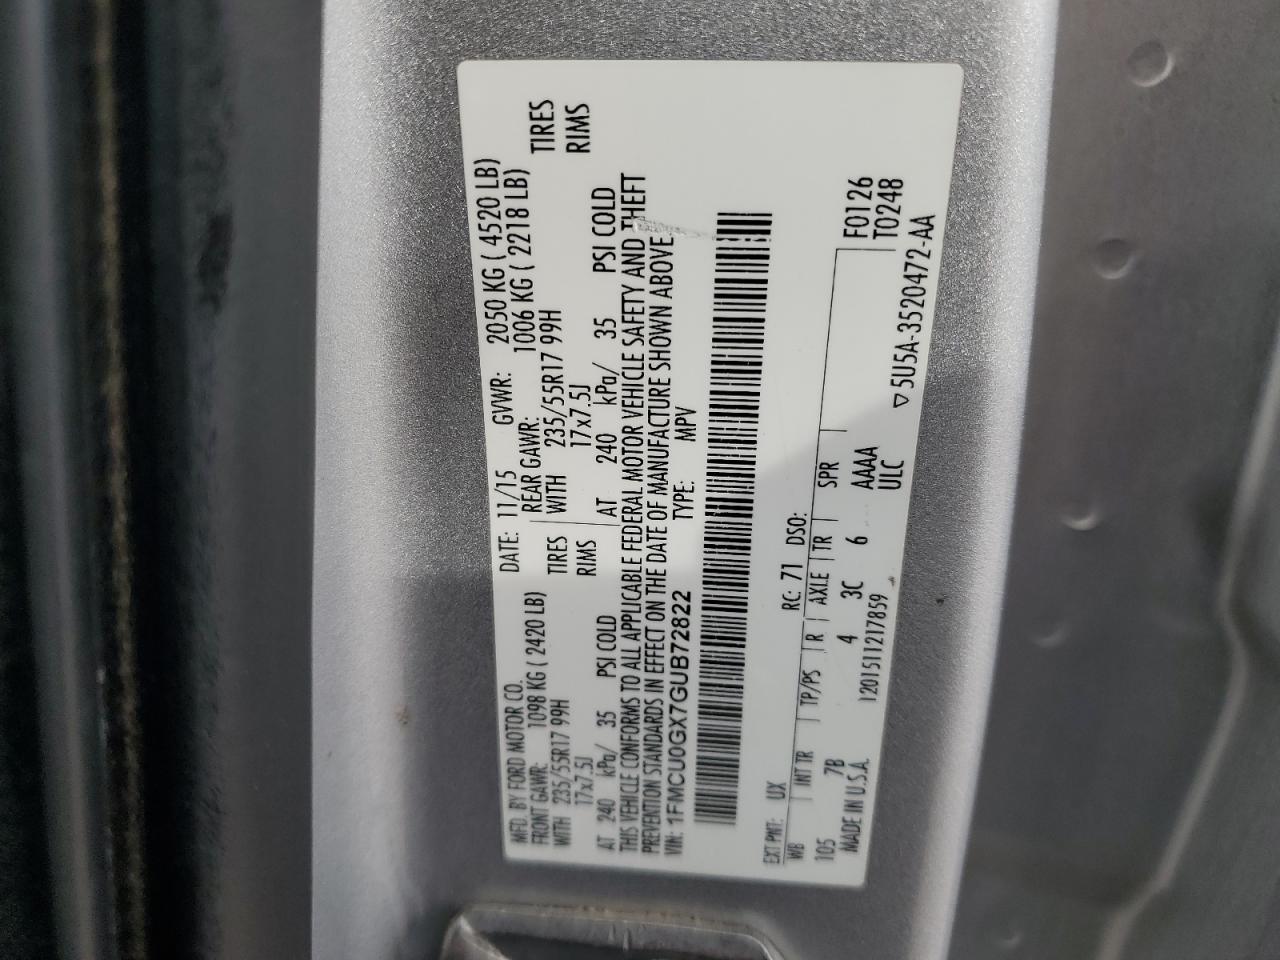 MFD. BY FORD MOTOR CO. DATE: 11/15 GVWR: 2050 KG ( 4520 LB)
FRONT GAWR: 1098 KG ( 2420 LB) REAR GAWR: 1006 KG ( 2218 LB)
WITH 235/55R17 99H TIRES WITH 235/55R17 99H TIRES
17x7.5J RIMS 17x7.5J RIMS
AT 240 kPa/ 35 PSI COLD AT 240 kPa/ 35 PSI COLD
THIS VEHICLE CONFORMS TO ALL APPLICABLE FEDERAL MOTOR VEHICLE SAFETY AND THEFT
PREVENTION STANDARDS IN EFFECT ON THE DATE OF MANUFACTURE SHOWN ABOVE
VIN: 1FMCU0GX7GUB72822 TYPE: MPV
EXT PNT: UX RC: 71 DSO:
WB INT TR TP/PS R AXLE TR SPR F0126
105 7B 4 3C 6 AAAA T0248
MADE IN U.S.A. 1201511217859 ULC ▽5U5A-3520472-AA